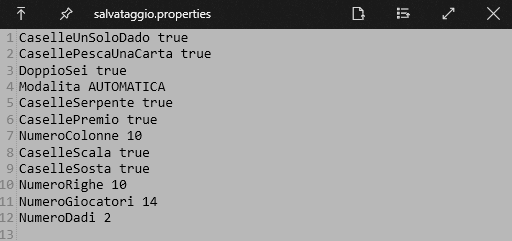 salvataggio.properties
1 CaselleUnSoloDado true
2 CasellePescaUnaCarta true
3 DoppioSei true
4 Modalita AUTOMATICA
5 CaselleSerpente true
6 CasellePremio true
7 NumeroColonne 10
8 CaselleScala true
9 CaselleSosta true
10 NumeroRighe 10
11 NumeroGiocatori 14
12 NumeroDadi 2
13